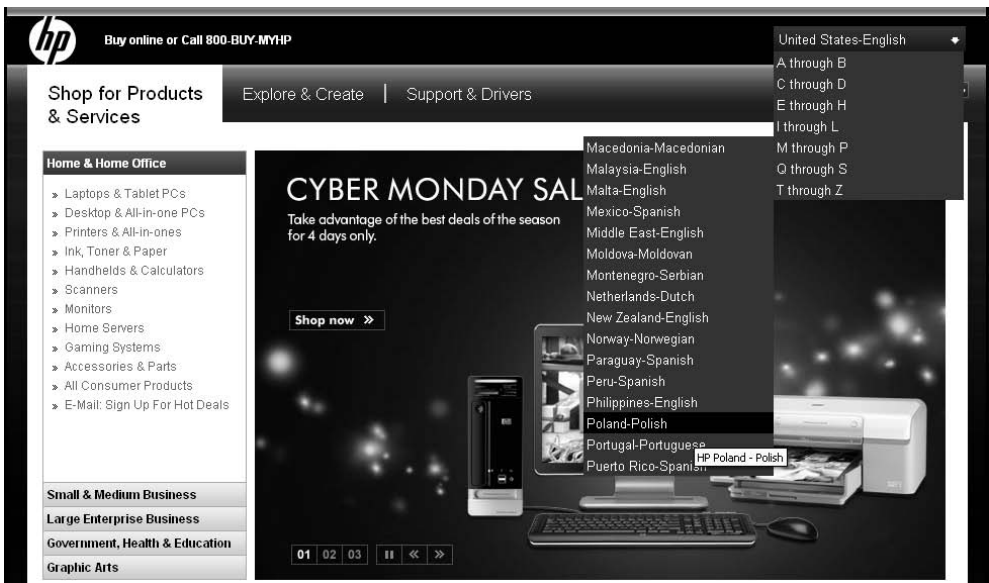 hp
Buy online or Call 800-BUY-MYHP
United States-English
A through B
C through D
E through H
I through L
M through P
Q through S
T through Z
Shop for Products
& Services
Explore & Create
Support & Drivers
Macedonia-Macedonian
Malaysia-English
Malta-English
Mexico-Spanish
Middle East-English
Moldova-Moldovan
Montenegro-Serbian
Netherlands-Dutch
New Zealand-English
Norway-Norwegian
Paraguay-Spanish
Peru-Spanish
Philippines-English
Poland-Polish
Portugal-Portuguese
Puerto Rico-Spanish
HP Poland - Polish
Home & Home Office
» Laptops & Tablet PCs
» Desktop & All-in-one PCs
» Printers & All-in-ones
» Ink, Toner & Paper
» Handhelds & Calculators
» Scanners
» Monitors
» Home Servers
» Gaming Systems
» Accessories & Parts
» All Consumer Products
» E-Mail: Sign Up For Hot Deals
Small & Medium Business
Large Enterprise Business
Government, Health & Education
Graphic Arts
CYBER MONDAY SAL
Take advantage of the best deals of the season
for 4 days only.
Shop now »
01 02 03